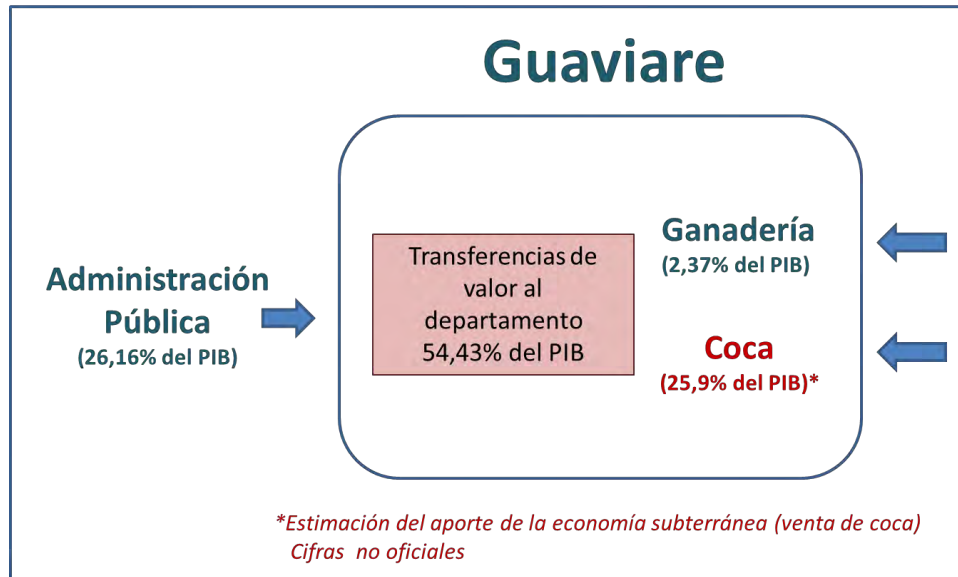 Guaviare
Administración
Pública
(26,16% del PIB)
Transferencias de
valor al
departamento
54,43% del PIB
Ganadería
(2,37% del PIB)
Coca
(25,9% del PIB)*
*Estimación del aporte de la economía subterránea (venta de coca)
Cifras no oficiales